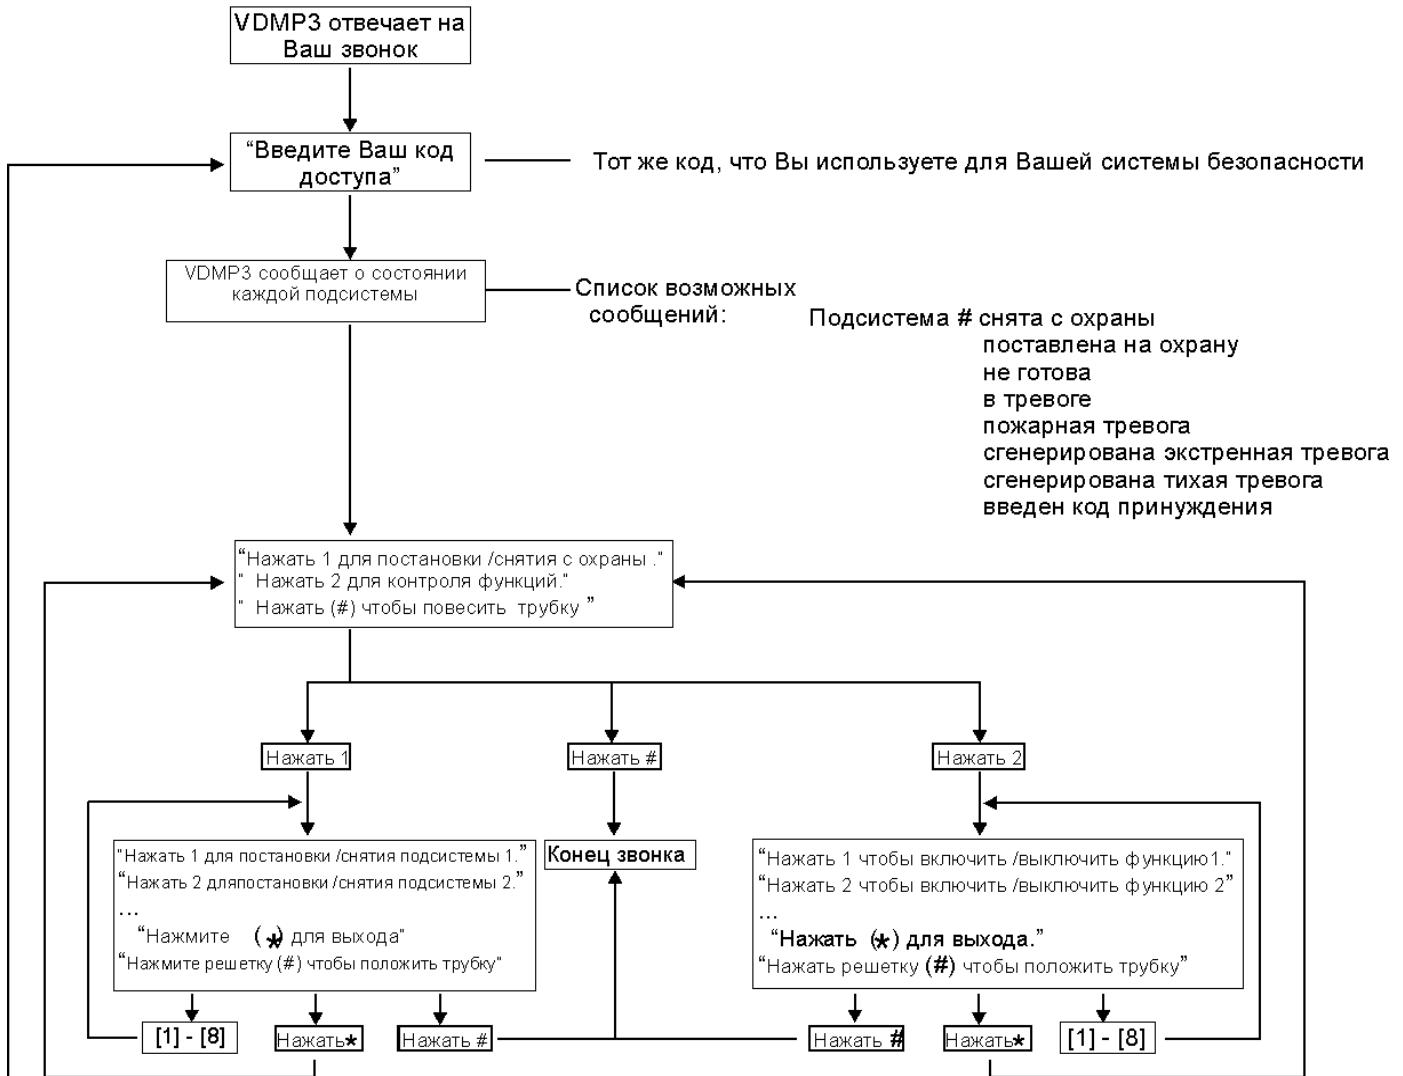 VDMP3 отвечает на
Ваш звонок
“Введите Ваш код
доступа”
Тот же код, что Вы используете для Вашей системы безопасности
VDMP3 сообщает о состоянии
каждой подсистемы
Список возможных
сообщений:
Подсистема # снята с охраны
поставлена на охрану
не готова
в тревоге
пожарная тревога
сгенерирована экстренная тревога
сгенерирована тихая тревога
введен код принуждения
“Нажать 1 для постановки /снятия с охраны ."
" Нажать 2 для контроля функций."
" Нажать (#) чтобы повесить трубку ”
Нажать 1
Нажать #
Нажать 2
"Нажать 1 для постановки /снятия подсистемы 1.”
“Нажать 2 дляпостановки /снятия подсистемы 2.”
...
“Нажмите (*) для выхода"
“Нажмите решетку (#) чтобы положить трубку"
Конец звонка
“Нажать 1 чтобы включить /выключить функцию1."
“Нажать 2 чтобы включить /выключить функцию 2”
...
“Нажать (*) для выхода.”
“Нажать решетку (#) чтобы положить трубку”
[1] - [8]
Нажать*
Нажать #
Нажать #
Нажать*
[1] - [8]